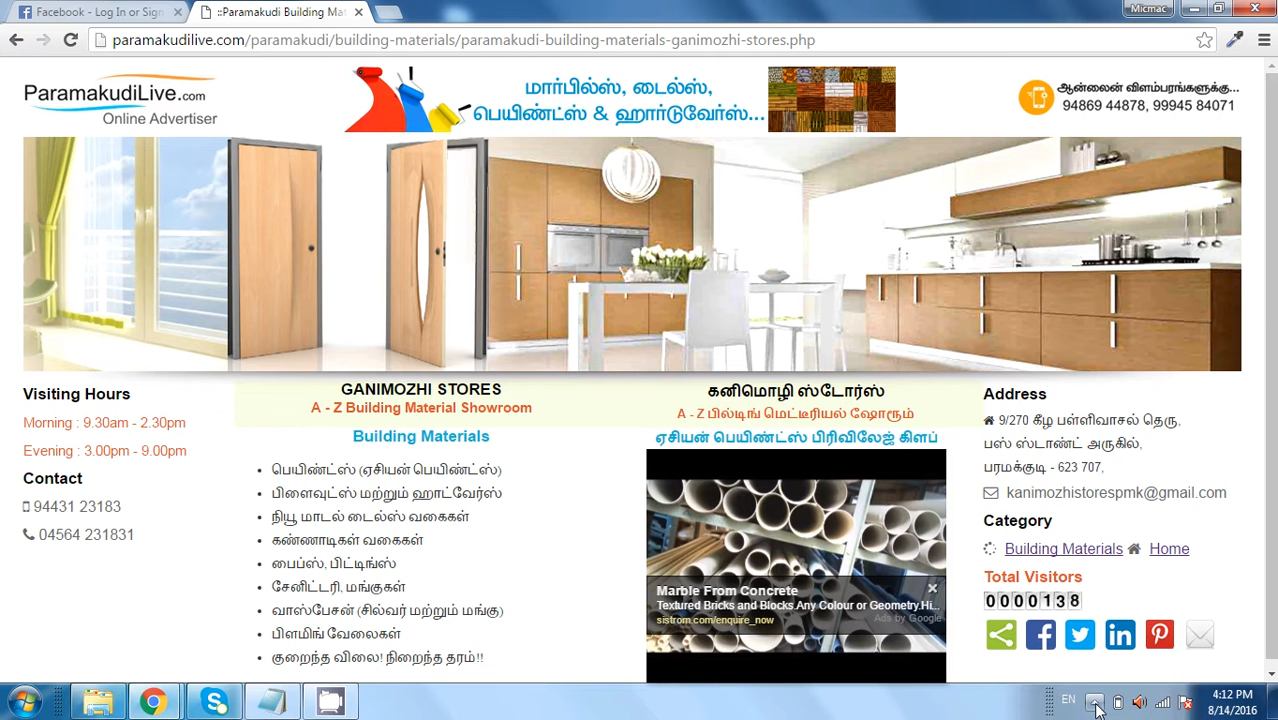 Facebook - Log In or Sign
::Paramakudi Building Mat
Micmac
paramakudilive.com/paramakudi/building-materials/paramakudi-building-materials-ganimozhi-stores.php
ParamakudiLive.com
Online Advertiser
மார்பில்ஸ், டைல்ஸ்,
பெயிண்ட்ஸ் & ஹார்டுவேர்ஸ்...
ஆன்லைன் விளம்பரங்களுக்கு...
94869 44878, 99945 84071
Visiting Hours
Morning : 9.30am - 2.30pm
Evening : 3.00pm - 9.00pm
Contact
94431 23183
04564 231831
GANIMOZHI STORES
A - Z Building Material Showroom
Building Materials
பெயிண்ட்ஸ் (ஏசியன் பெயிண்ட்ஸ்)
பிளைவுட்ஸ் மற்றும் ஹாட்வேர்ஸ்
நியூ மாடல் டைல்ஸ் வகைகள்
கண்ணாடிகள் வகைகள்
பைப்ஸ், பிட்டிங்ஸ்
சேனிட்டரி, மங்குகள்
வாஸ்பேசன் (சில்வர் மற்றும் மங்கு)
பிளமிங் வேலைகள்
குறைந்த விலை! நிறைந்த தரம்!!
கனிமொழி ஸ்டோர்ஸ்
A - Z பில்டிங் மெட்டீரியல் ஷோரூம்
ஏசியன் பெயிண்ட்ஸ் பிரிவிலேஜ் கிளப்
Marble From Concrete
Textured Bricks and Blocks Any Colour or Geometry.Hi...
sistrom.com/enquire_now
Ads by Google
Address
9/270 கீழ பள்ளிவாசல் தெரு,
பஸ் ஸ்டாண்ட் அருகில்,
பரமக்குடி - 623 707,
kanimozhistorespmk@gmail.com
Category
Building Materials Home
Total Visitors
0000138
EN
4:12 PM
8/14/2016